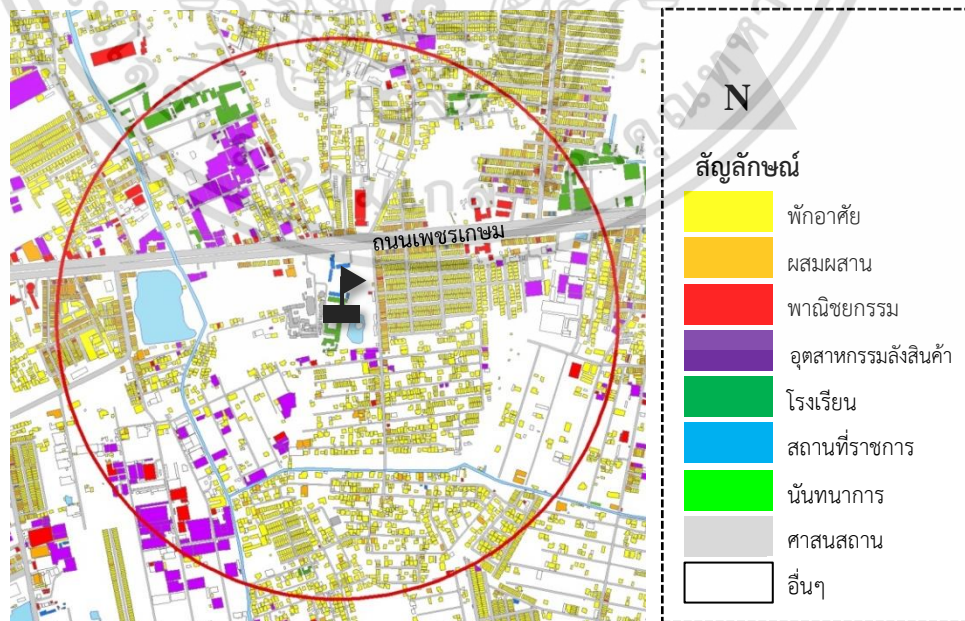 ถนนเพชรเกษม
N
สัญลักษณ์
พักอาศัย
ผสมผสาน
พาณิชยกรรม
อุตสาหกรรมลังสินค้า
โรงเรียน
สถานที่ราชการ
นันทนาการ
ศาสนสถาน
อื่นๆ